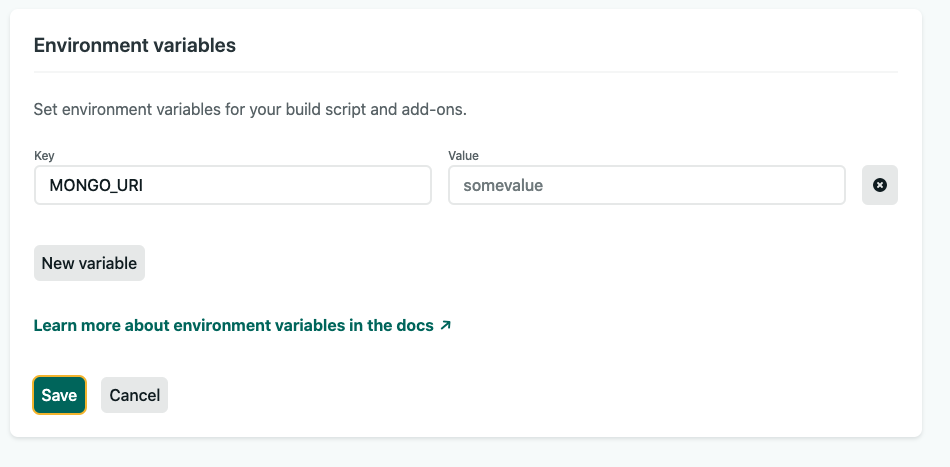 Environment variables
Set environment variables for your build script and add-ons.
Key
Value
MONGO_URI
somevalue
New variable
Learn more about environment variables in the docs ↗
Save
Cancel